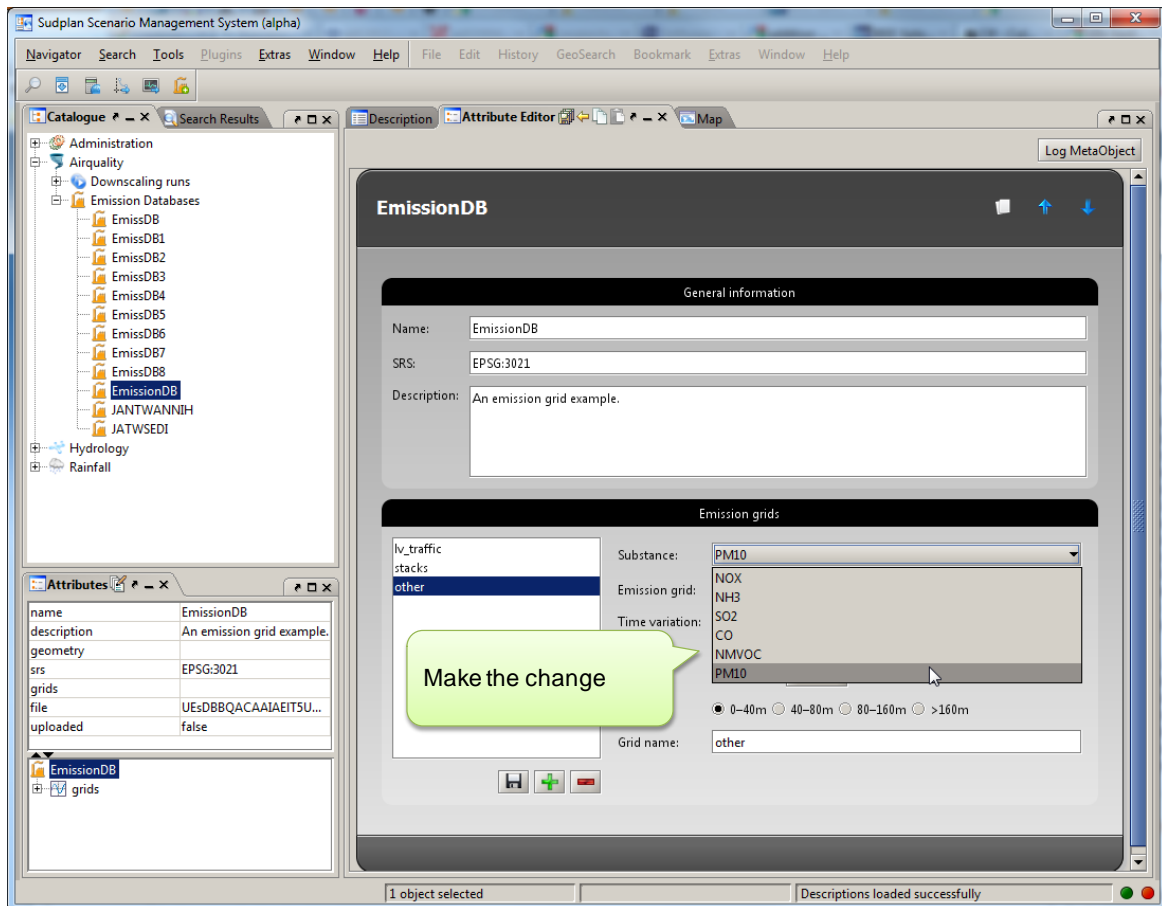 Sudplan Scenario Management System (alpha)
Navigator Search Tools Plugins Extras Window Help File Edit History GeoSearch Bookmark Extras Window Help
Catalogue Search Results
Administration
Airquality
Downscaling runs
Emission Databases
EmissDB
EmissDB1
EmissDB2
EmissDB3
EmissDB4
EmissDB5
EmissDB6
EmissDB7
EmissDB8
EmissionDB
JANTWANNIH
JATWSEDI
Hydrology
Rainfall
Attributes
name EmissionDB
description An emission grid example.
geometry
srs EPSG:3021
grids
file UEsDBBQACAAIAEIT5U...
uploaded false
EmissionDB
grids
Description Attribute Editor Map
Log MetaObject
EmissionDB
General information
Name: EmissionDB
SRS: EPSG:3021
Description: An emission grid example.
Emission grids
lv_traffic
stacks
other
Substance: PM10
Emission grid:
Time variation:
NOX
NH3
SO2
CO
NMVOC
PM10
Make the change
0–40m 40–80m 80–160m >160m
Grid name: other
1 object selected Descriptions loaded successfully